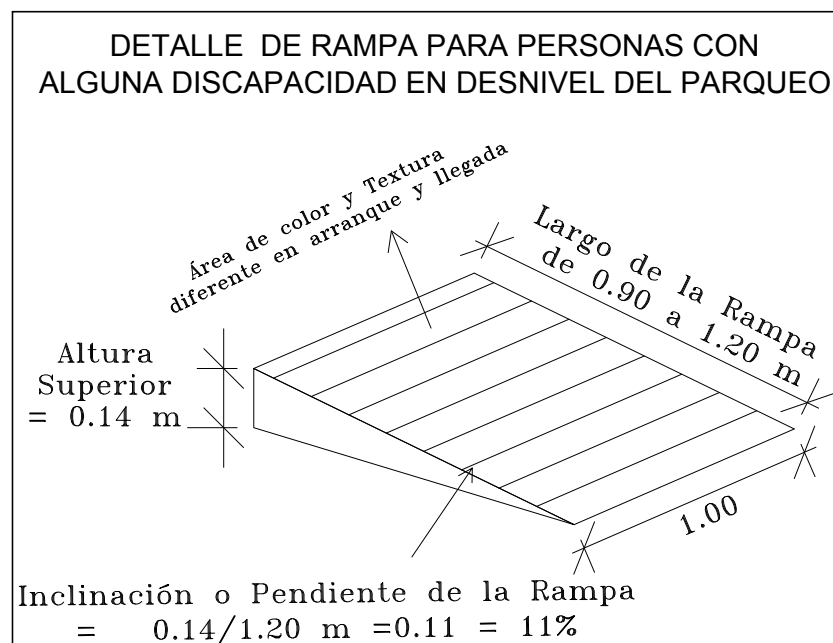 DETALLE DE RAMPA PARA PERSONAS CON
ALGUNA DISCAPACIDAD EN DESNIVEL DEL PARQUEO
Área de color y Textura
diferente en arranque y llegada
Largo de la Rampa
de 0.90 a 1.20 m
Altura
Superior
= 0.14 m
1.00
Inclinación o Pendiente de la Rampa
= 0.14/1.20 m =0.11 = 11%